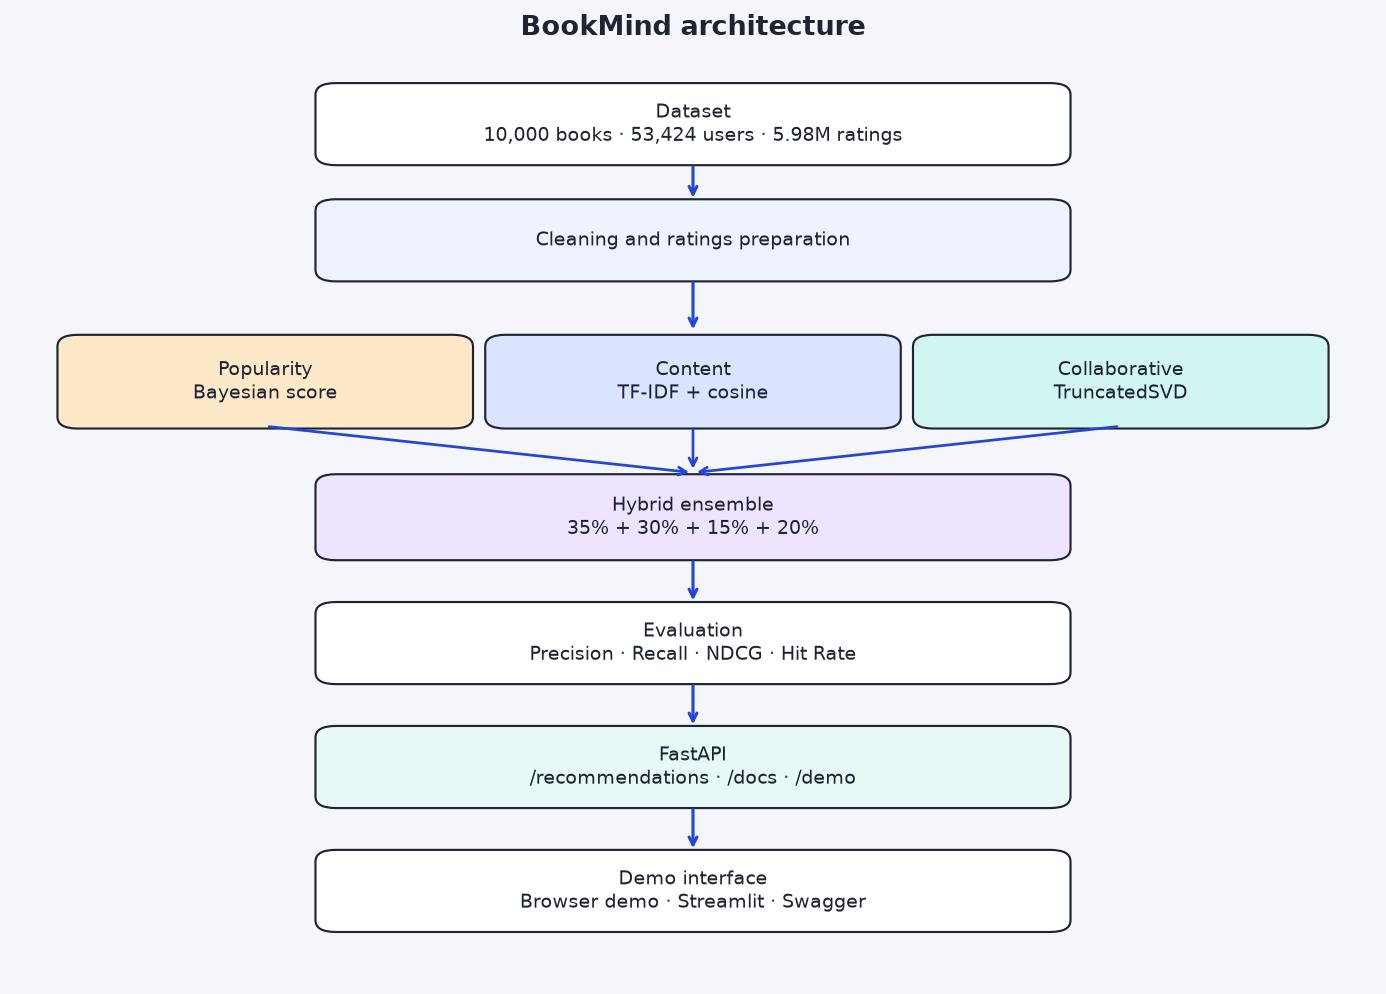 BookMind architecture
Dataset
10,000 books · 53,424 users · 5.98M ratings
Cleaning and ratings preparation
Popularity
Bayesian score
Content
TF-IDF + cosine
Collaborative
TruncatedSVD
Hybrid ensemble
35% + 30% + 15% + 20%
Evaluation
Precision · Recall · NDCG · Hit Rate
FastAPI
/recommendations · /docs · /demo
Demo interface
Browser demo · Streamlit · Swagger